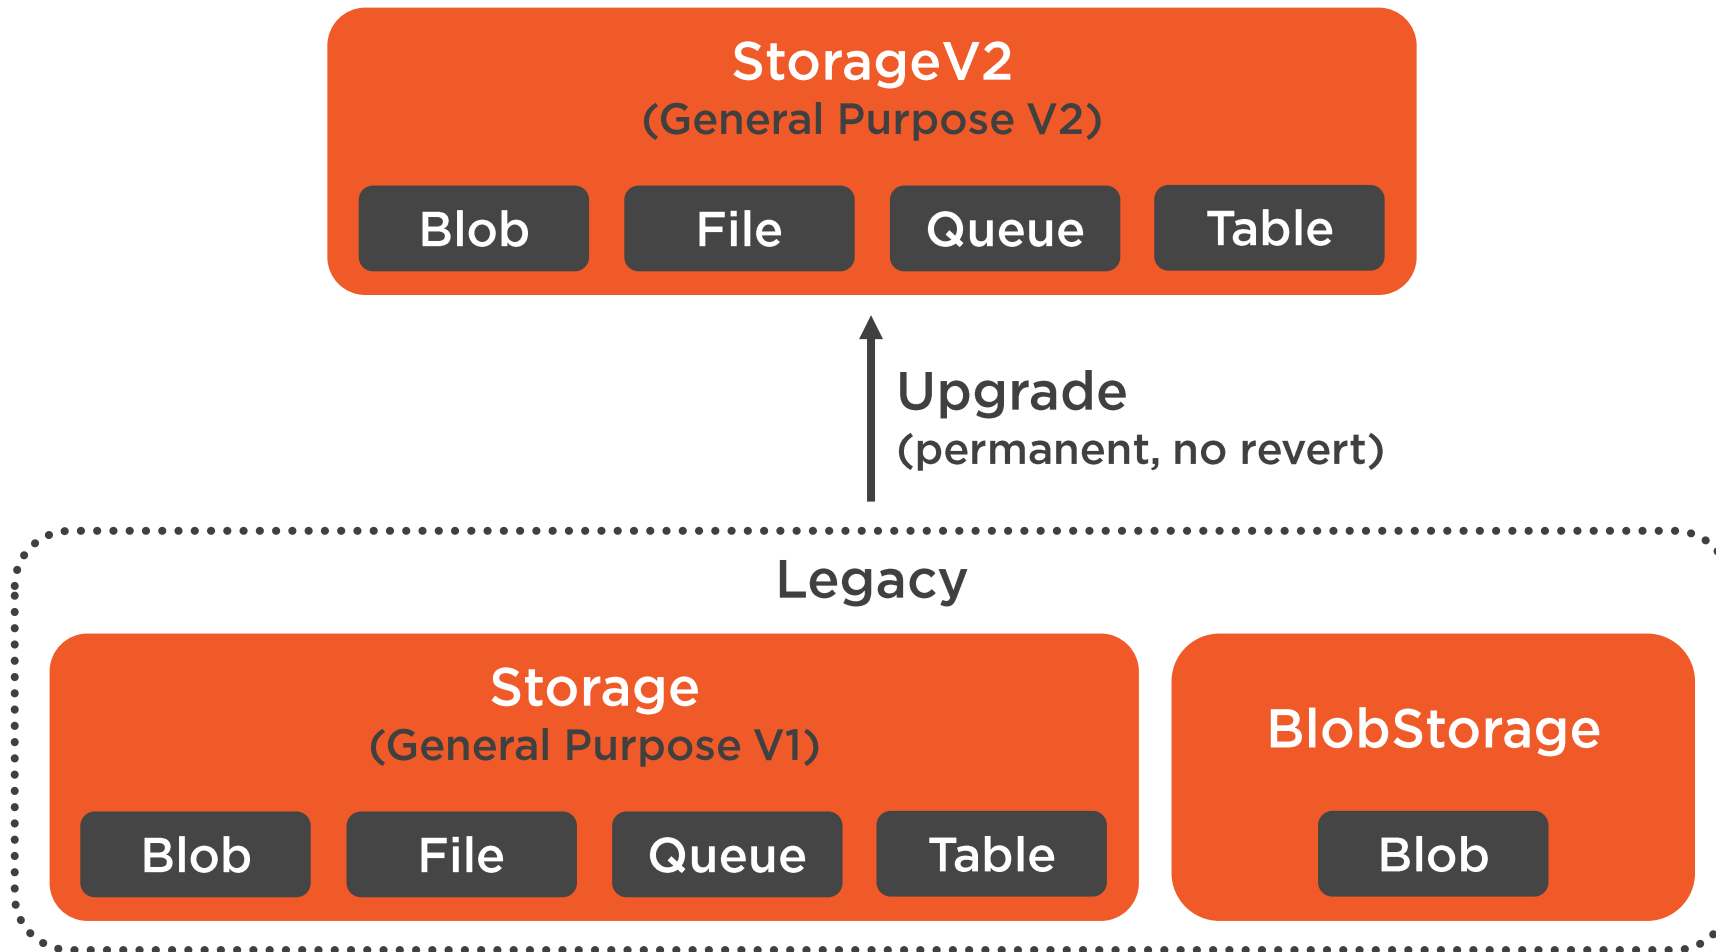 StorageV2
(General Purpose V2)
Blob File Queue Table
Upgrade
(permanent, no revert)
Legacy
Storage
(General Purpose V1)
Blob File Queue Table
BlobStorage
Blob